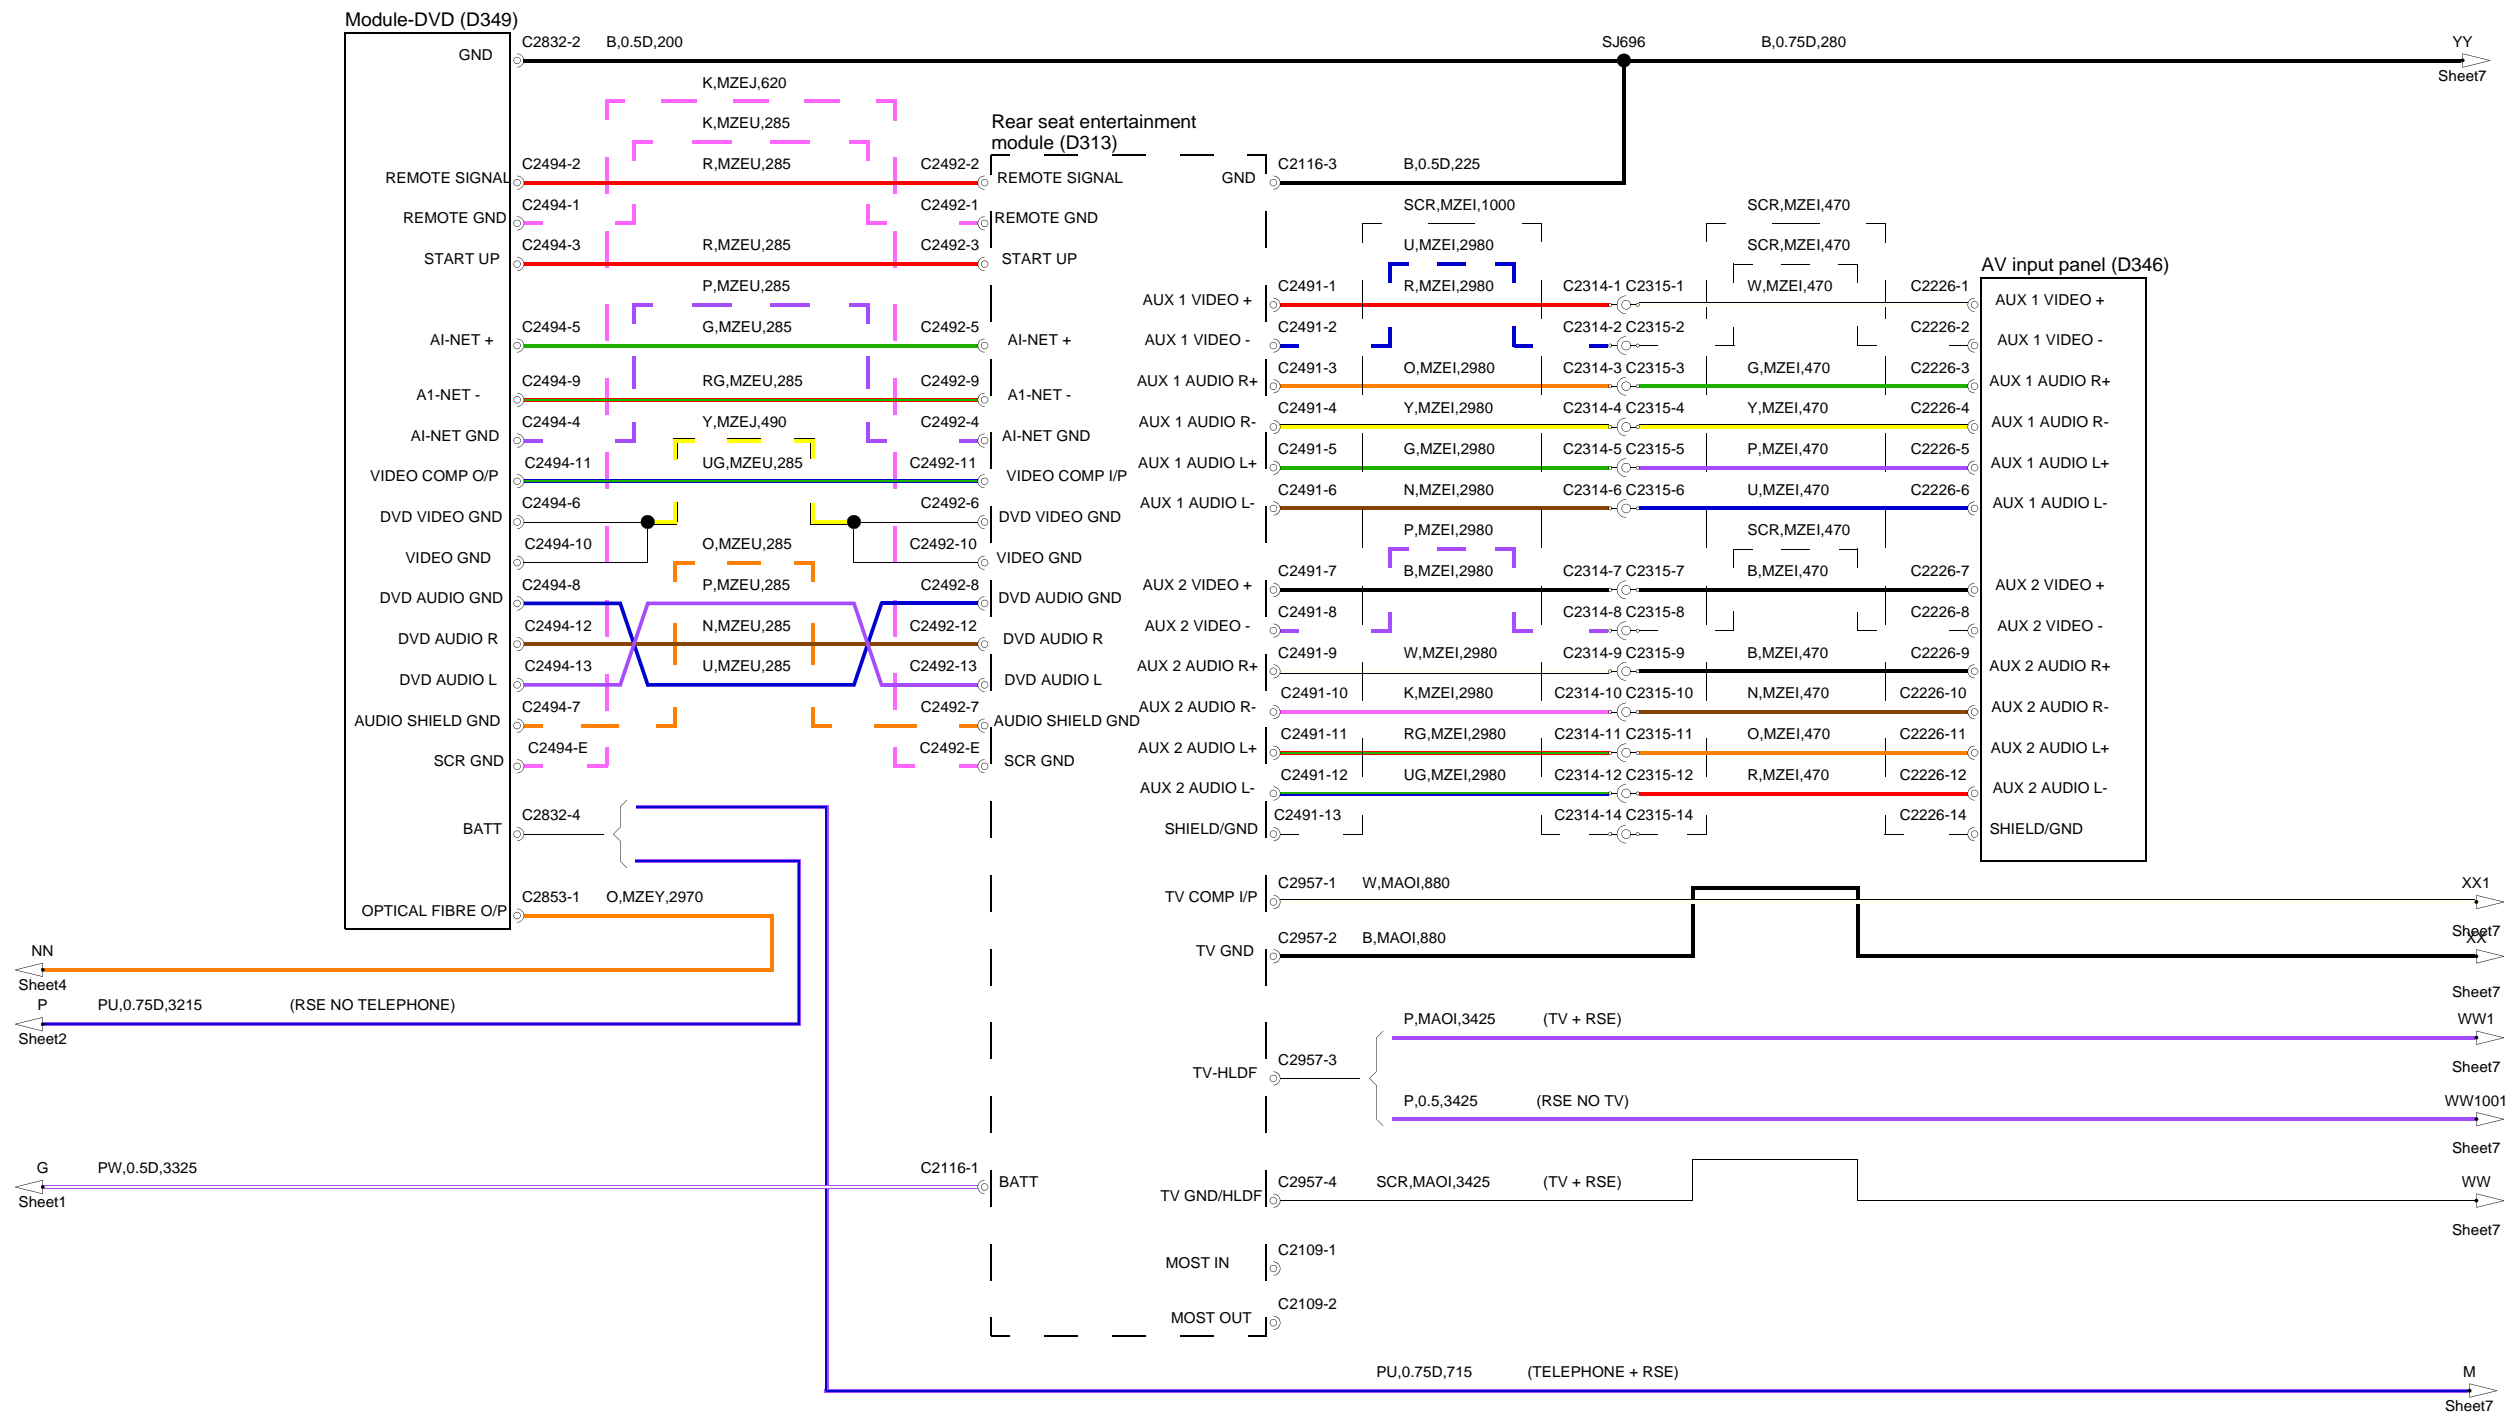 Module-DVD (D349)
C2832-2 B,0.5D,200 SJ696 B,0.75D,280 YY
GND
Sheet7
K,MZEJ,620
K,MZEU,285
Rear seat entertainment
module (D313)
C2494-2 R,MZEU,285 C2492-2 C2116-3 B,0.5D,225
REMOTE SIGNAL REMOTE SIGNAL GND
C2494-1 C2492-1 SCR,MZEI,1000 SCR,MZEI,470
REMOTE GND REMOTE GND
C2494-3 R,MZEU,285 C2492-3 U,MZEI,2980 SCR,MZEI,470
START UP START UP AV input panel (D346)
P,MZEU,285 C2491-1 R,MZEI,2980 C2314-1 C2315-1 W,MZEI,470 C2226-1
AUX 1 VIDEO + AUX 1 VIDEO +
C2494-5 G,MZEU,285 C2492-5 C2491-2 C2314-2 C2315-2 C2226-2
AI-NET + AI-NET + AUX 1 VIDEO - AUX 1 VIDEO -
C2491-3 O,MZEI,2980 C2314-3 C2315-3 G,MZEI,470 C2226-3
C2494-9 RG,MZEU,285 C2492-9 AUX 1 AUDIO R+ AUX 1 AUDIO R+
A1-NET - A1-NET -
C2491-4 Y,MZEI,2980 C2314-4 C2315-4 Y,MZEI,470 C2226-4
C2494-4 Y,MZEJ,490 C2492-4 AUX 1 AUDIO R- AUX 1 AUDIO R-
AI-NET GND AI-NET GND
C2491-5 G,MZEI,2980 C2314-5 C2315-5 P,MZEI,470 C2226-5
C2494-11 UG,MZEU,285 C2492-11 AUX 1 AUDIO L+ AUX 1 AUDIO L+
VIDEO COMP O/P VIDEO COMP I/P
C2491-6 N,MZEI,2980 C2314-6 C2315-6 U,MZEI,470 C2226-6
C2494-6 C2492-6 AUX 1 AUDIO L- AUX 1 AUDIO L-
DVD VIDEO GND DVD VIDEO GND
P,MZEI,2980 SCR,MZEI,470
C2494-10 O,MZEU,285 C2492-10
VIDEO GND VIDEO GND
C2491-7 B,MZEI,2980 C2314-7 C2315-7 B,MZEI,470 C2226-7
C2494-8 P,MZEU,285 C2492-8 AUX 2 VIDEO + AUX 2 VIDEO +
DVD AUDIO GND DVD AUDIO GND
C2491-8 C2314-8 C2315-8 C2226-8
C2494-12 N,MZEU,285 C2492-12 AUX 2 VIDEO - AUX 2 VIDEO -
DVD AUDIO R DVD AUDIO R
C2491-9 W,MZEI,2980 C2314-9 C2315-9 B,MZEI,470 C2226-9
C2494-13 U,MZEU,285 C2492-13 AUX 2 AUDIO R+ AUX 2 AUDIO R+
DVD AUDIO L DVD AUDIO L
C2491-10 K,MZEI,2980 C2314-10 C2315-10 N,MZEI,470 C2226-10
C2494-7 C2492-7 AUX 2 AUDIO R- AUX 2 AUDIO R-
AUDIO SHIELD GND AUDIO SHIELD GND
C2491-11 RG,MZEI,2980 C2314-11 C2315-11 O,MZEI,470 C2226-11
C2494-E C2492-E AUX 2 AUDIO L+ AUX 2 AUDIO L+
SCR GND SCR GND
C2491-12 UG,MZEI,2980 C2314-12 C2315-12 R,MZEI,470 C2226-12
AUX 2 AUDIO L- AUX 2 AUDIO L-
C2832-4 C2491-13 C2314-14 C2315-14 C2226-14
BATT SHIELD/GND SHIELD/GND
C2957-1 W,MAOI,880 XX1
C2853-1 O,MZEY,2970 TV COMP I/P
OPTICAL FIBRE O/P
Sheet7
C2957-2 B,MAOI,880 XX
NN TV GND
Sheet4 Sheet7
P PU,0.75D,3215 (RSE NO TELEPHONE)
P,MAOI,3425 (TV + RSE) WW1
Sheet2
C2957-3 Sheet7
TV-HLDF
P,0.5,3425 (RSE NO TV) WW1001
Sheet7
G PW,0.5D,3325 C2116-1
BATT C2957-4 SCR,MAOI,3425 (TV + RSE) WW
Sheet1 TV GND/HLDF
Sheet7
C2109-1
MOST IN
C2109-2
MOST OUT
PU,0.75D,715 (TELEPHONE + RSE) M
Sheet7